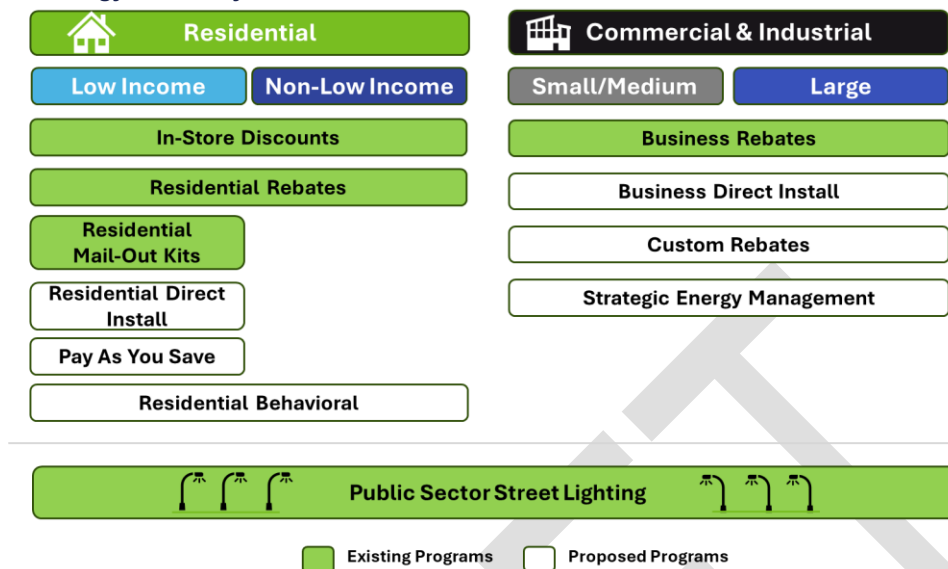 Residential
Commercial & Industrial
Low Income
Non-Low Income
Small/Medium
Large
In-Store Discounts
Business Rebates
Residential Rebates
Business Direct Install
Residential
Mail-Out Kits
Custom Rebates
Residential Direct
Install
Strategic Energy Management
Pay As You Save
Residential Behavioral
Public Sector Street Lighting
Existing Programs
Proposed Programs